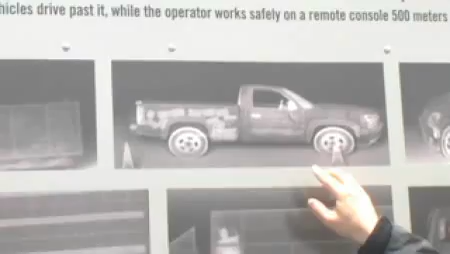 hicles drive past it, while the operator works safely on a remote console 500 meters